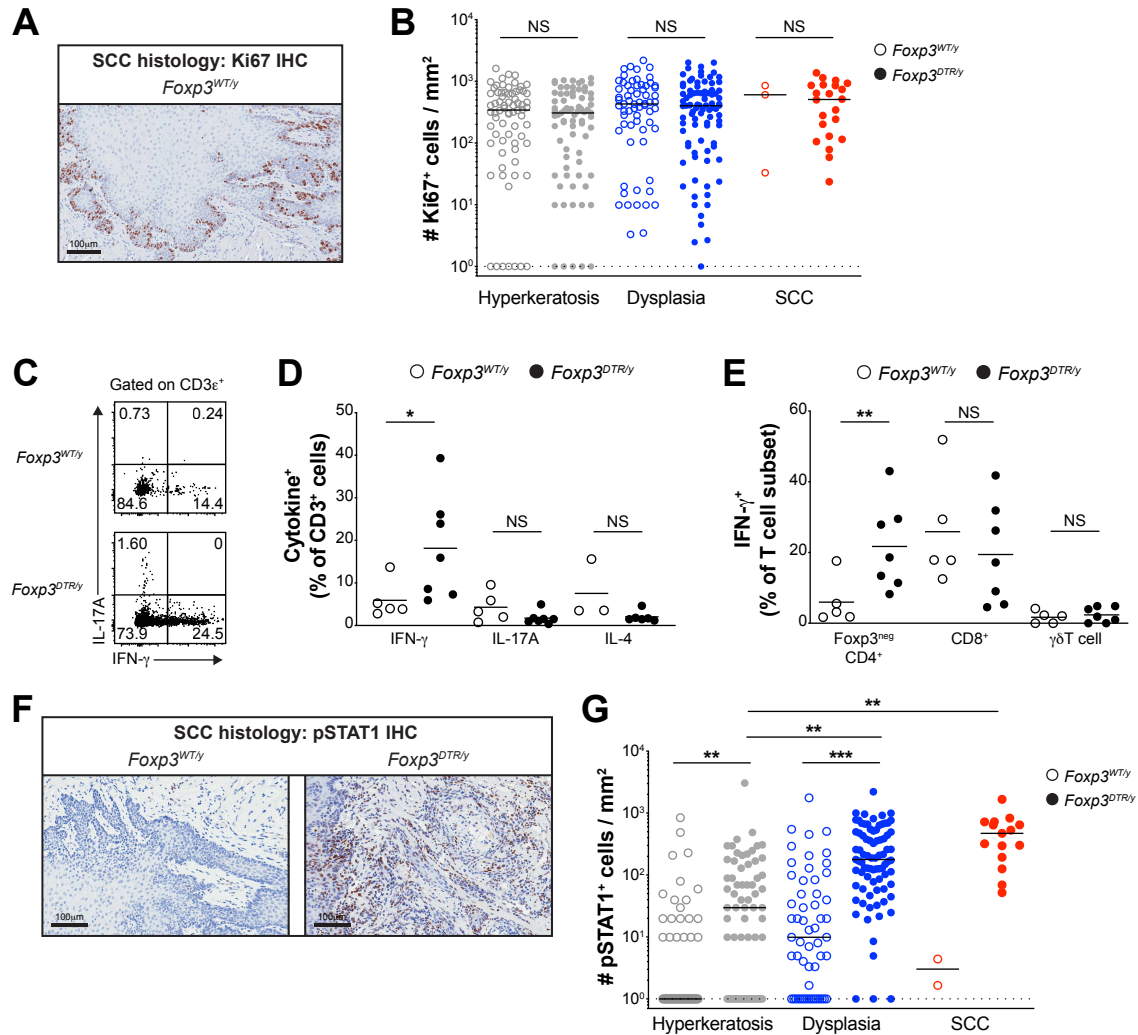 A
SCC histology: Ki67 IHC
Foxp3WT/y
100μm
B
NS
NS
NS
Foxp3WT/y
Foxp3DTR/y
# Ki67+ cells / mm2
104
103
102
101
100
Hyperkeratosis
Dysplasia
SCC
C
Gated on CD3ε+
Foxp3WT/y
0.73
0.24
84.6
14.4
Foxp3DTR/y
1.60
0
73.9
24.5
IL-17A
IFN-γ
D
Foxp3WT/y
Foxp3DTR/y
Cytokine+
(% of CD3+ cells)
50
40
30
20
10
0
*
NS
NS
IFN-γ
IL-17A
IL-4
E
Foxp3WT/y
Foxp3DTR/y
IFN-γ+
(% of T cell subset)
60
40
20
0
**
NS
NS
Foxp3neg
CD4+
CD8+
γδT cell
F
SCC histology: pSTAT1 IHC
Foxp3WT/y
Foxp3DTR/y
100μm
100μm
G
**
**
**
***
Foxp3WT/y
Foxp3DTR/y
# pSTAT1+ cells / mm2
104
103
102
101
100
Hyperkeratosis
Dysplasia
SCC